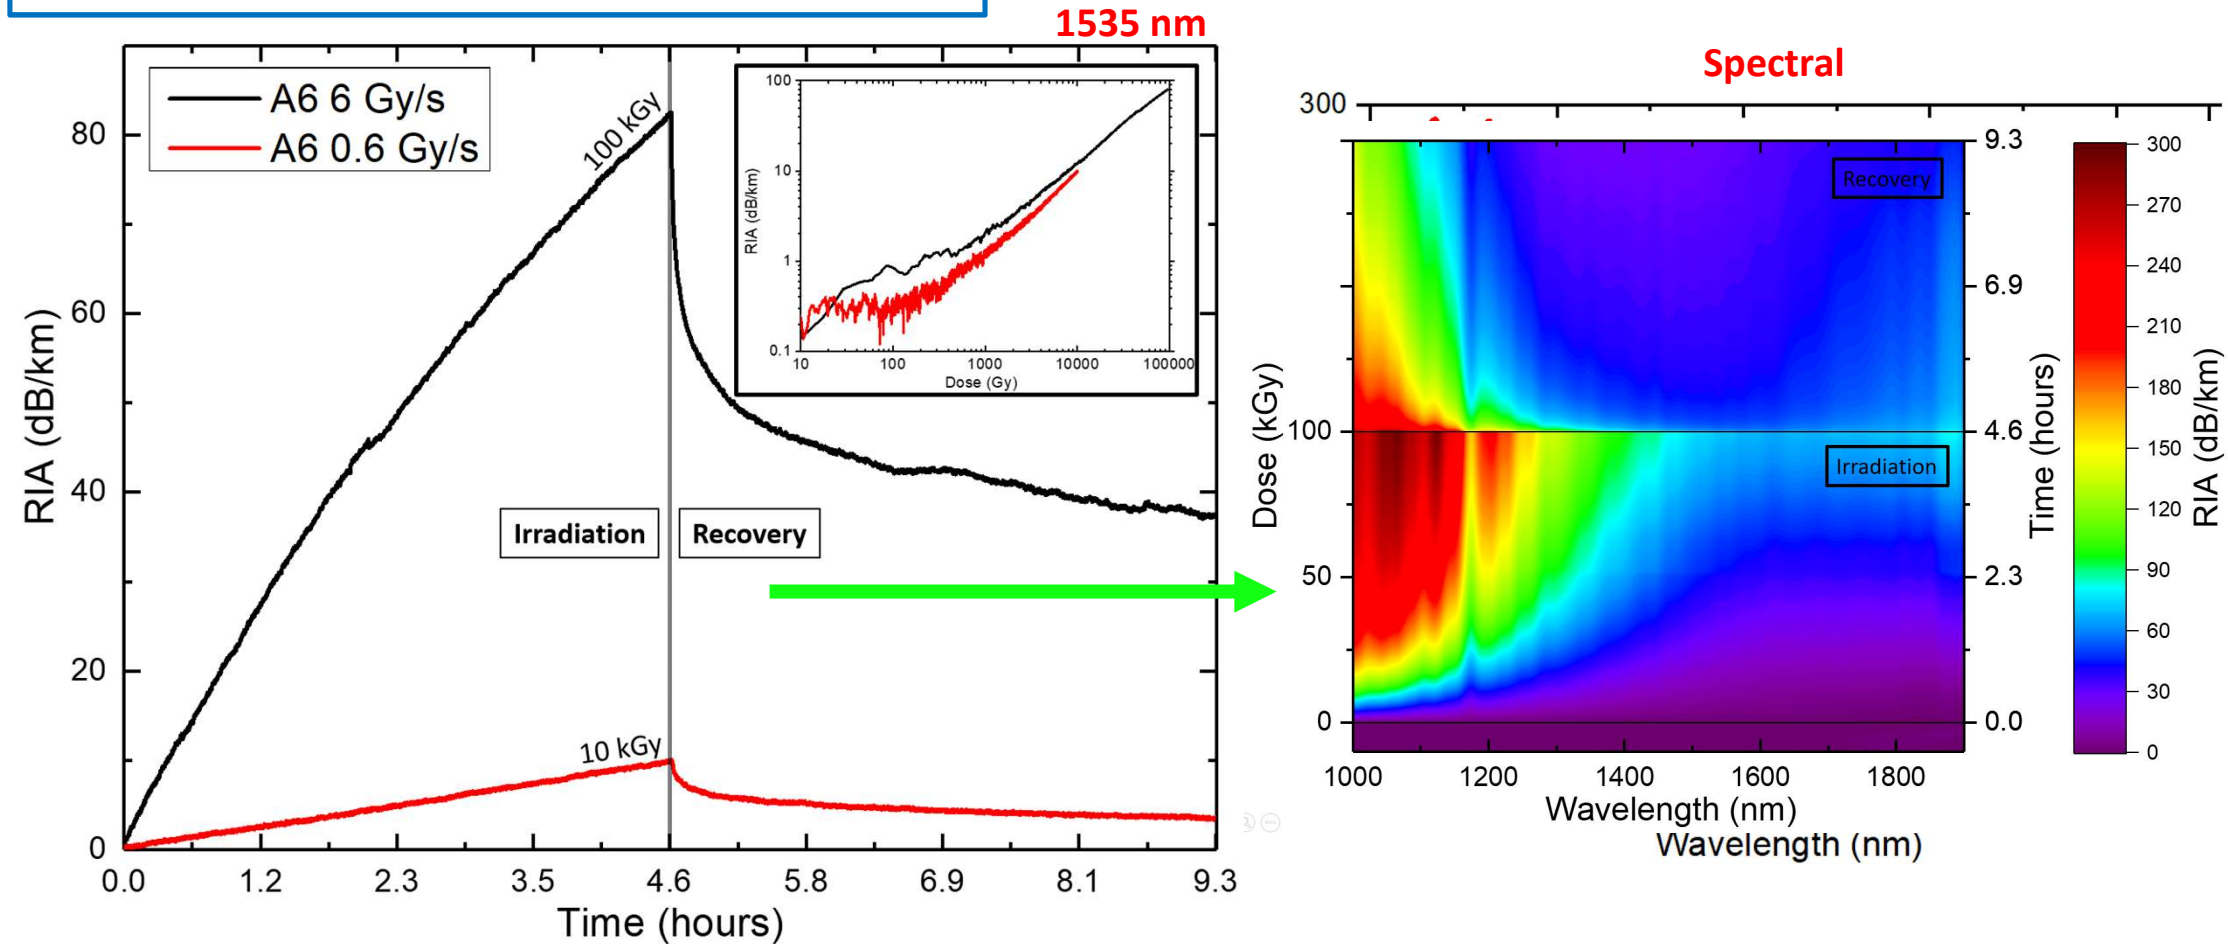 1535 nm
A6 6 Gy/s
A6 0.6 Gy/s
100 kGy
10 kGy
Irradiation
Recovery
RIA (dB/km)
80
60
40
20
0
0.0 1.2 2.3 3.5 4.6 5.8 6.9 8.1 9.3
Time (hours)
RIA (dB/km)
100
10
1
0.1
10 100 1000 10000 100000
Dose (Gy)
Spectral
300
Recovery
Irradiation
Dose (kGy)
100
50
0
9.3
6.9
4.6
2.3
0.0
Time (hours)
1000 1200 1400 1600 1800
Wavelength (nm)
Wavelength (nm)
300
270
240
210
180
150
120
90
60
30
0
RIA (dB/km)